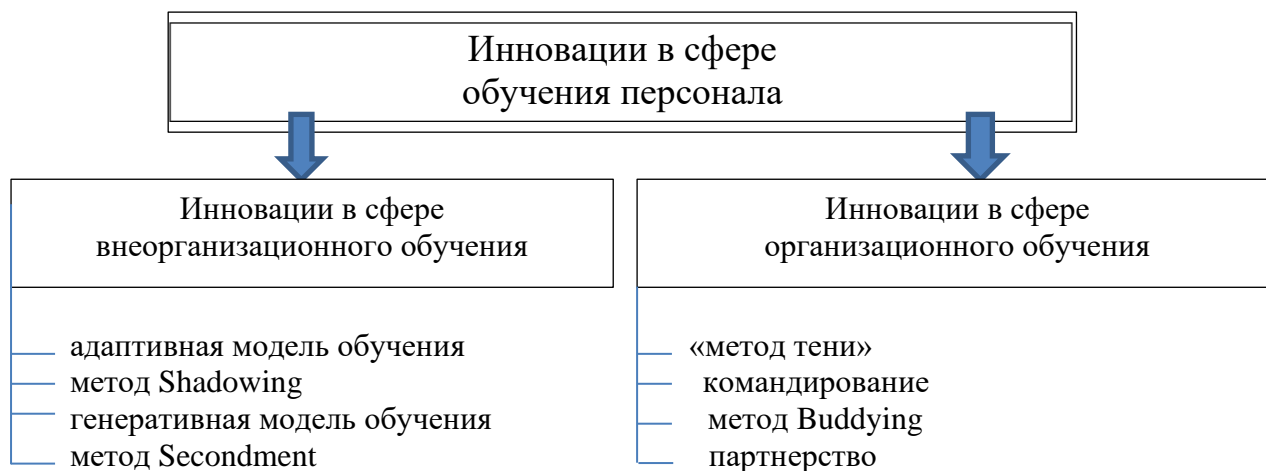 Инновации в сфере
обучения персонала
Инновации в сфере
внеорганизационного обучения
адаптивная модель обучения
метод Shadowing
генеративная модель обучения
метод Secondment
Инновации в сфере
организационного обучения
«метод тени»
командирование
метод Buddying
партнерство